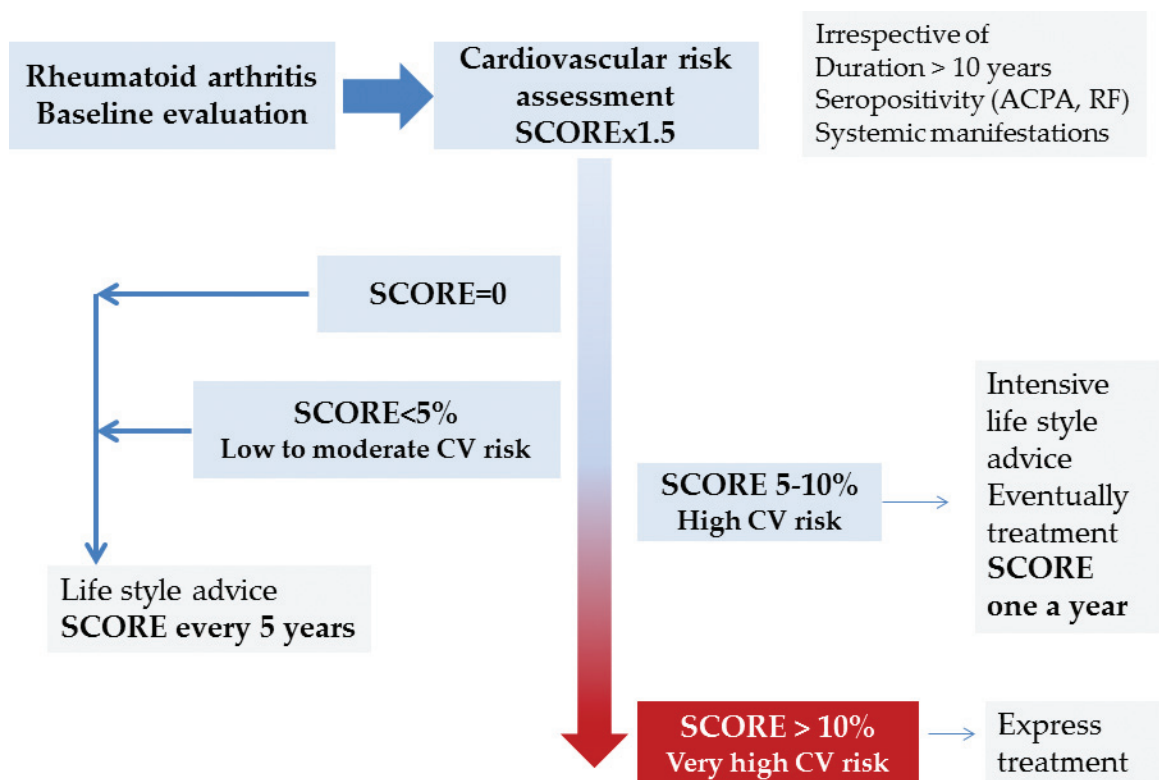 Rheumatoid arthritis
Baseline evaluation
Cardiovascular risk
assessment
SCOREx1.5
Irrespective of
Duration > 10 years
Seropositivity (ACPA, RF)
Systemic manifestations
SCORE=0
SCORE<5%
Low to moderate CV risk
Life style advice
SCORE every 5 years
SCORE 5-10%
High CV risk
Intensive
life style
advice
Eventually
treatment
SCORE
one a year
SCORE > 10%
Very high CV risk
Express
treatment